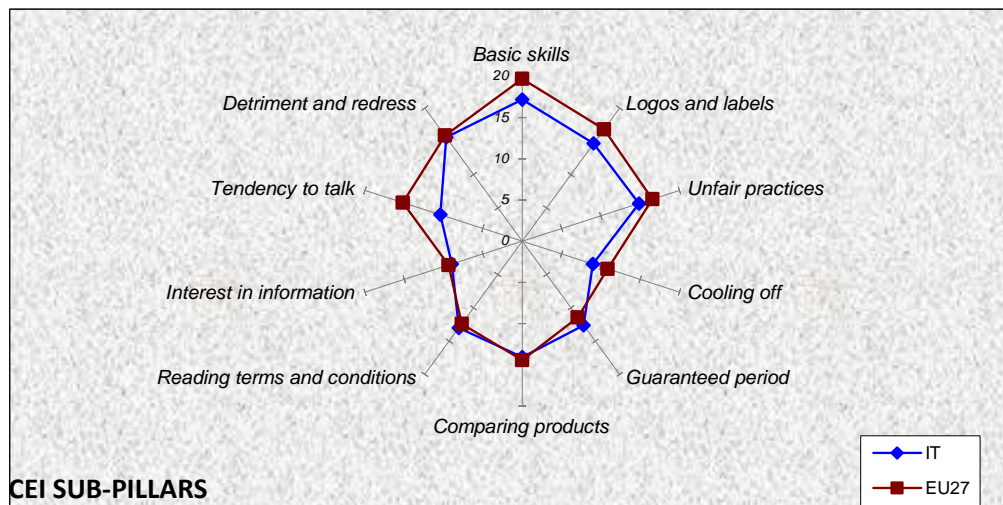 Basic skills
20
Detriment and redress
Logos and labels
15
10
Tendency to talk
Unfair practices
5
0
Interest in information
Cooling off
Reading terms and conditions
Guaranteed period
Comparing products
IT
EU27
CEI SUB-PILLARS